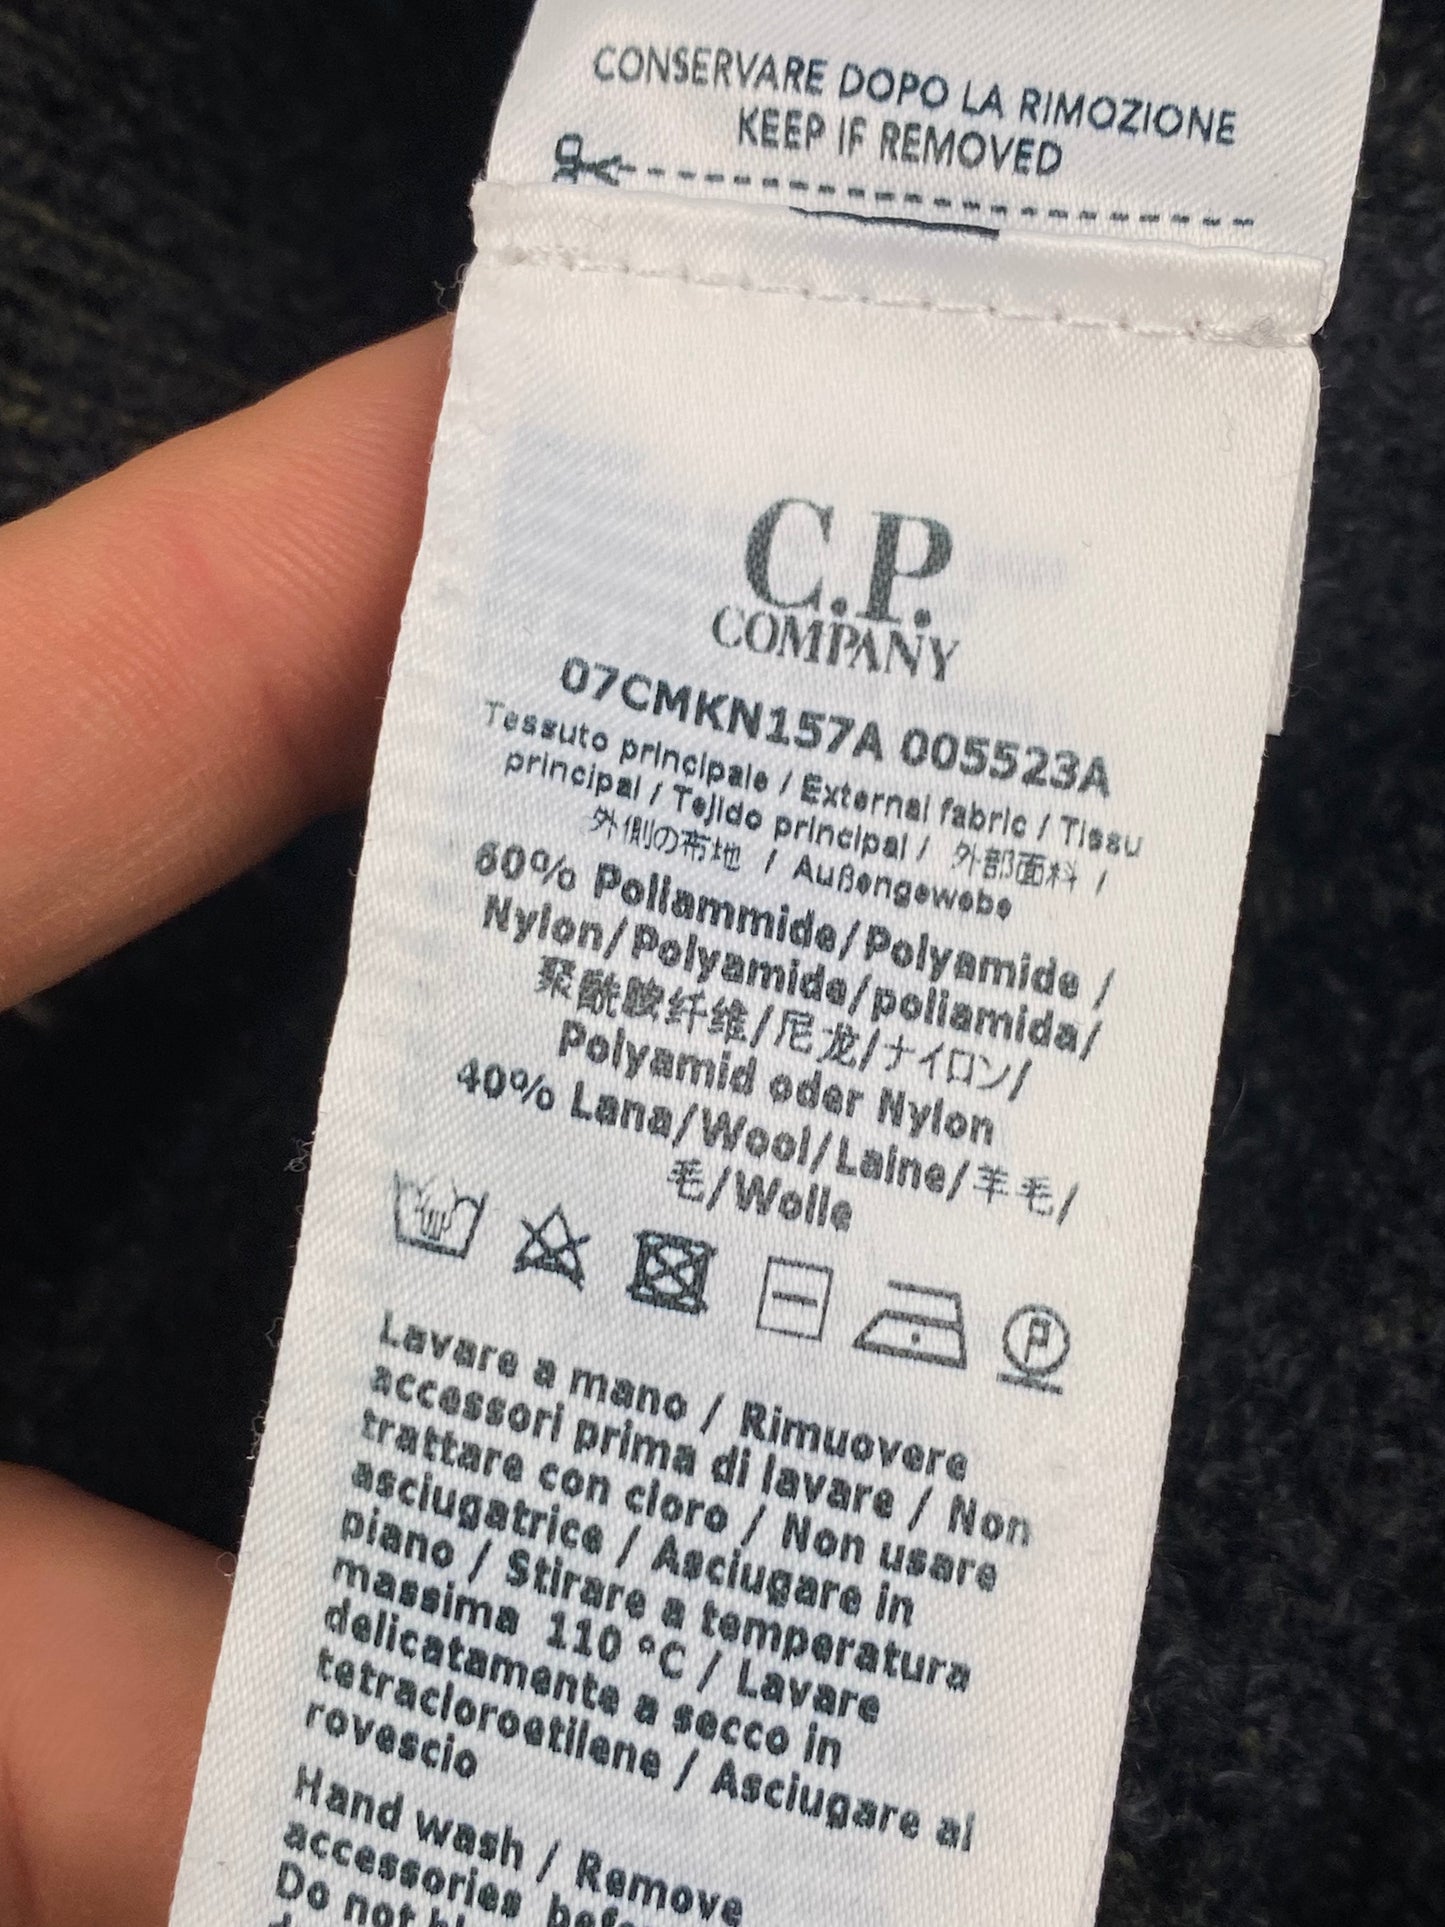 CONSERVARE DOPO LA RIMOZIONE
KEEP IF REMOVED
C.P.
COMPANY
07CMKN157A 005523A
Tessuto principale / External fabric / Tissu
principal / Tejido principal / 外部面料 /
外側の布地 / Außengewebe
60% Poliammide/Polyamide /
Nylon/Polyamide/poliamida/
聚酰胺纤维/尼龙/ナイロン/
Polyamid oder Nylon
40% Lana/Wool/Laine/羊毛/
毛/Wolle
P
Lavare a mano / Rimuovere
accessori prima di lavare / Non
trattare con cloro / Non usare
asciugatrice / Asciugare in
piano / Stirare a temperatura
massima 110 °C / Lavare
delicatamente a secco in
tetracloroetilene / Asciugare al
rovescio
Hand wash / Remove
accessories
Do not